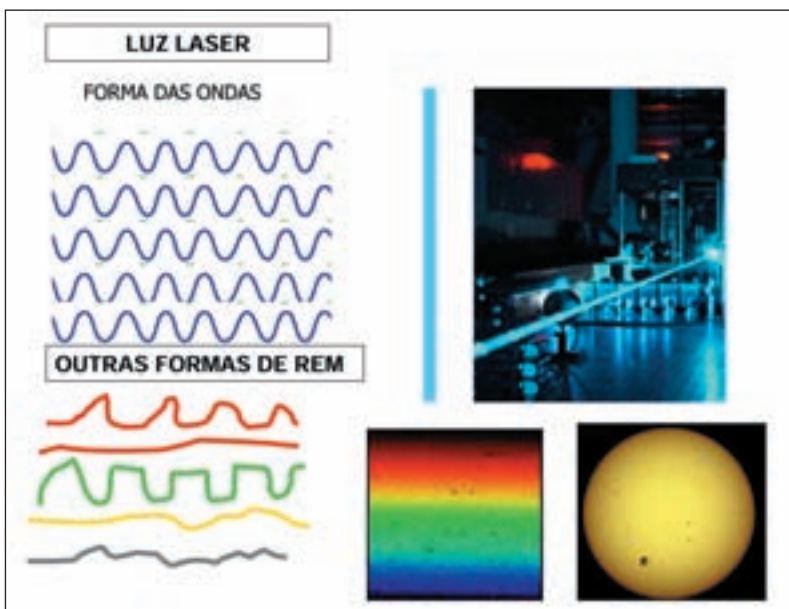 LUZ LASER
FORMA DAS ONDAS
OUTRAS FORMAS DE REM